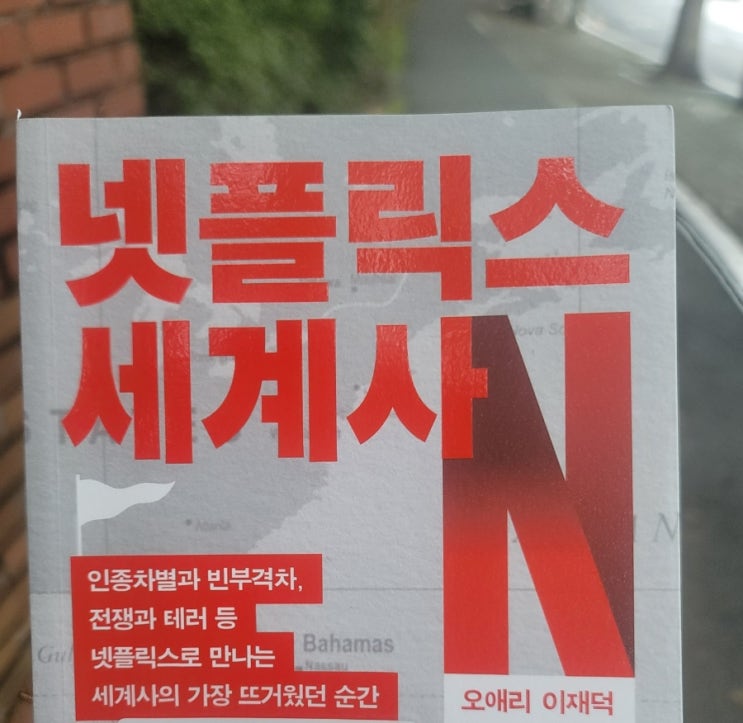 넷플릭스
세계사
N
인종차별과 빈부격차,
전쟁과 테러 등
넷플릭스로 만나는
세계사의 가장 뜨거웠던 순간
Bahamas
Nassau
오애리 이재덕